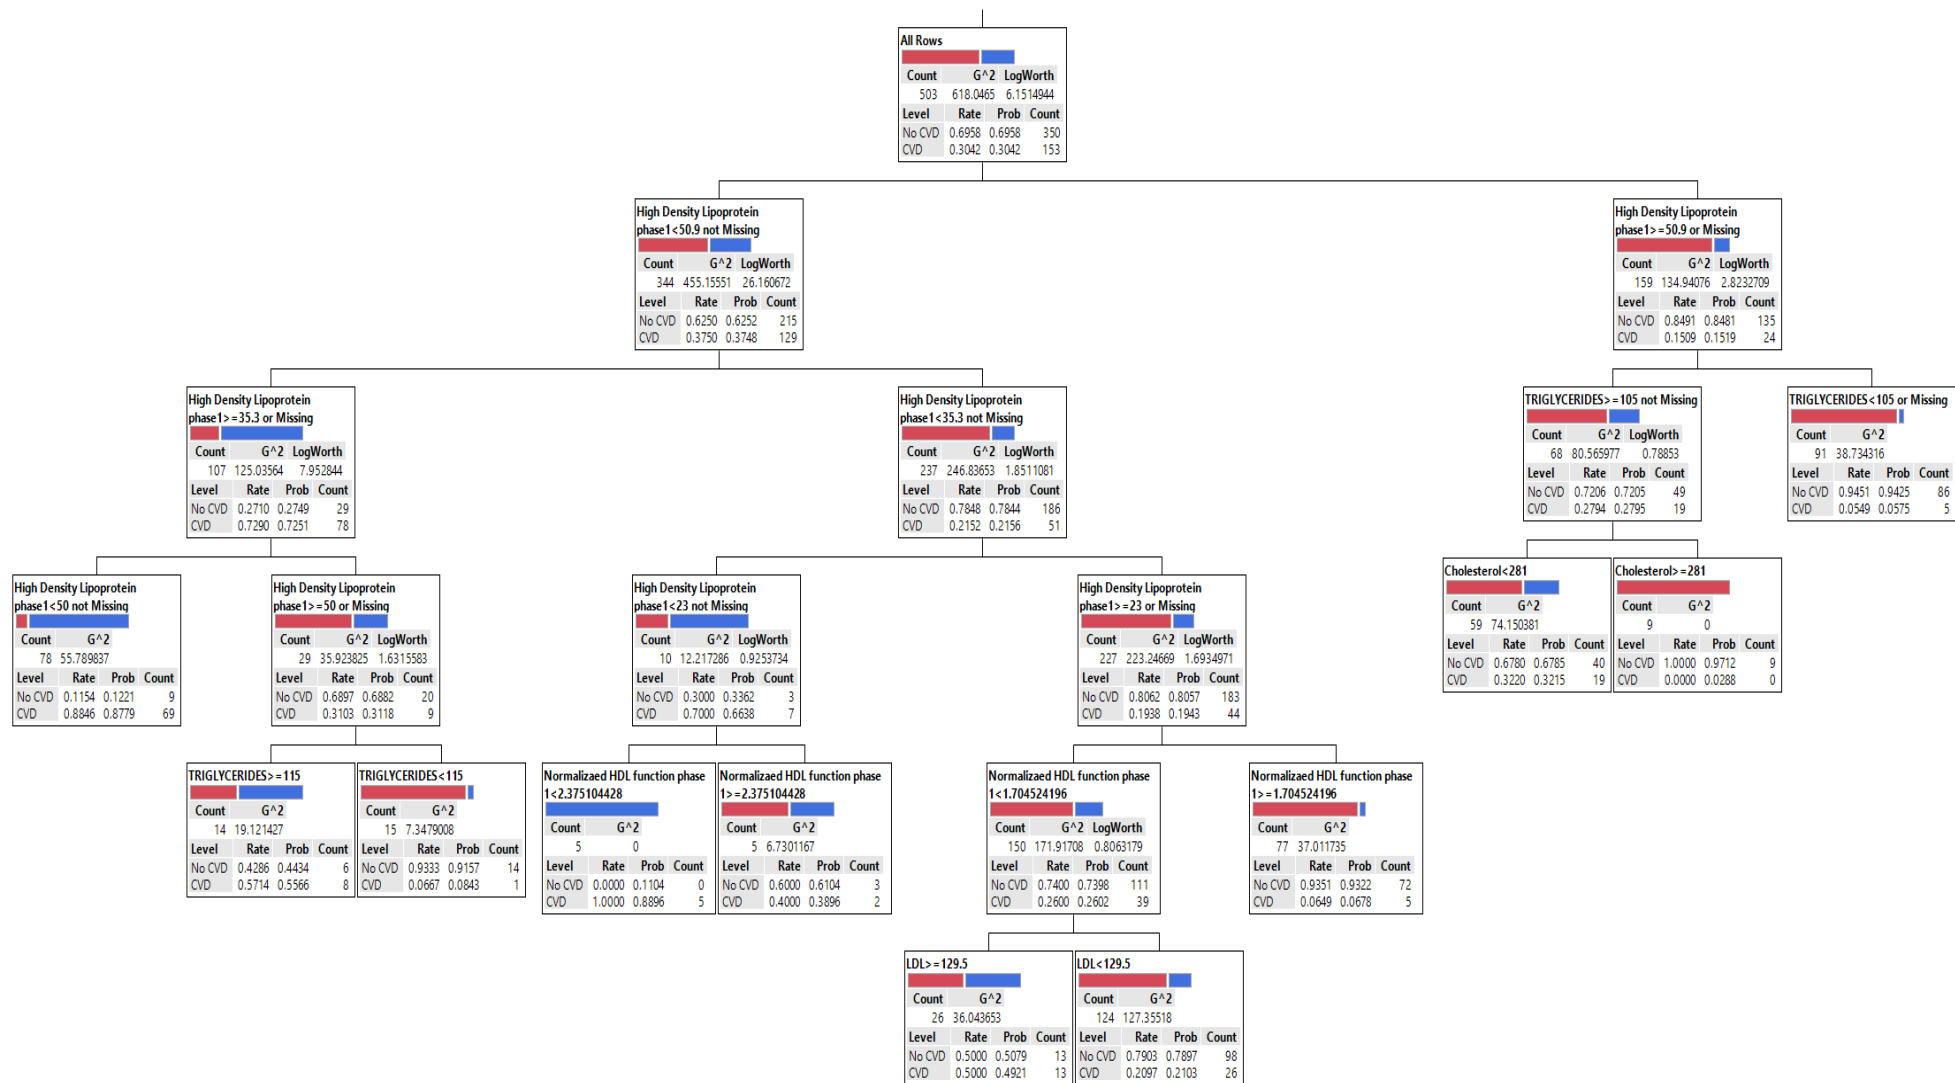 All Rows
Count G^2 LogWorth
503 618.0465 6.1514944
Level Rate Prob Count
No CVD 0.6958 0.6958 350
CVD 0.3042 0.3042 153
High Density Lipoprotein
phase1<50.9 not Missing
Count G^2 LogWorth
344 455.15551 26.160672
Level Rate Prob Count
No CVD 0.6250 0.6252 215
CVD 0.3750 0.3748 129
High Density Lipoprotein
phase1>=50.9 or Missing
Count G^2 LogWorth
159 134.94076 2.8232709
Level Rate Prob Count
No CVD 0.8491 0.8481 135
CVD 0.1509 0.1519 24
High Density Lipoprotein
phase1>=35.3 or Missing
Count G^2 LogWorth
107 125.03564 7.952844
Level Rate Prob Count
No CVD 0.2710 0.2749 29
CVD 0.7290 0.7251 78
High Density Lipoprotein
phase1<35.3 not Missing
Count G^2 LogWorth
237 246.83653 1.8511081
Level Rate Prob Count
No CVD 0.7848 0.7844 186
CVD 0.2152 0.2156 51
TRIGLYCERIDES>=105 not Missing
Count G^2 LogWorth
68 80.565977 0.78853
Level Rate Prob Count
No CVD 0.7206 0.7205 49
CVD 0.2794 0.2795 19
TRIGLYCERIDES<105 or Missing
Count G^2
91 38.734316
Level Rate Prob Count
No CVD 0.9451 0.9425 86
CVD 0.0549 0.0575 5
High Density Lipoprotein
phase1<50 not Missing
Count G^2
78 55.789837
Level Rate Prob Count
No CVD 0.1154 0.1221 9
CVD 0.8846 0.8779 69
High Density Lipoprotein
phase1>=50 or Missing
Count G^2 LogWorth
29 35.923825 1.6315583
Level Rate Prob Count
No CVD 0.6897 0.6882 20
CVD 0.3103 0.3118 9
High Density Lipoprotein
phase1<23 not Missing
Count G^2 LogWorth
10 12.217286 0.9253734
Level Rate Prob Count
No CVD 0.3000 0.3362 3
CVD 0.7000 0.6638 7
High Density Lipoprotein
phase1>=23 or Missing
Count G^2 LogWorth
227 223.24669 1.6934971
Level Rate Prob Count
No CVD 0.8062 0.8057 183
CVD 0.1938 0.1943 44
Cholesterol<281
Count G^2
59 74.150381
Level Rate Prob Count
No CVD 0.6780 0.6785 40
CVD 0.3220 0.3215 19
Cholesterol>=281
Count G^2
9 0
Level Rate Prob Count
No CVD 1.0000 0.9712 9
CVD 0.0000 0.0288 0
TRIGLYCERIDES>=115
Count G^2
14 19.121427
Level Rate Prob Count
No CVD 0.4286 0.4434 6
CVD 0.5714 0.5566 8
TRIGLYCERIDES<115
Count G^2
15 7.3479008
Level Rate Prob Count
No CVD 0.9333 0.9157 14
CVD 0.0667 0.0843 1
Normalizaed HDL function phase
1<2.375104428
Count G^2
5 0
Level Rate Prob Count
No CVD 0.0000 0.1104 0
CVD 1.0000 0.8896 5
Normalizaed HDL function phase
1>=2.375104428
Count G^2
5 6.7301167
Level Rate Prob Count
No CVD 0.6000 0.6104 3
CVD 0.4000 0.3896 2
Normalizaed HDL function phase
1<1.704524196
Count G^2 LogWorth
150 171.91708 0.8063179
Level Rate Prob Count
No CVD 0.7400 0.7398 111
CVD 0.2600 0.2602 39
Normalizaed HDL function phase
1>=1.704524196
Count G^2
77 37.011735
Level Rate Prob Count
No CVD 0.9351 0.9322 72
CVD 0.0649 0.0678 5
LDL>=129.5
Count G^2
26 36.043653
Level Rate Prob Count
No CVD 0.5000 0.5079 13
CVD 0.5000 0.4921 13
LDL<129.5
Count G^2
124 127.35518
Level Rate Prob Count
No CVD 0.7903 0.7897 98
CVD 0.2097 0.2103 26